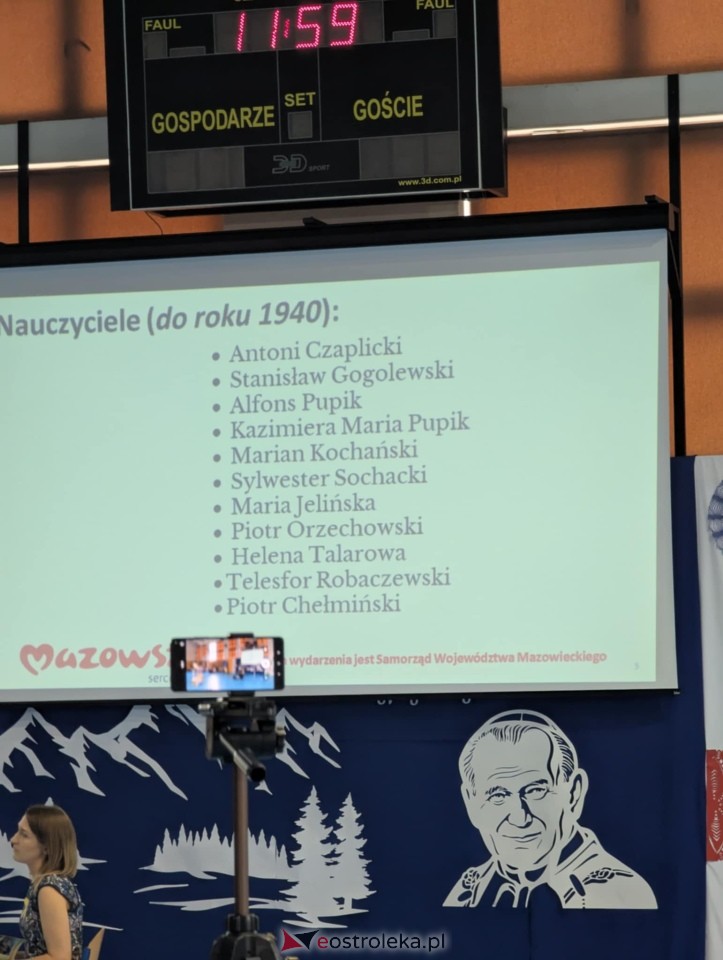 FAUL
FAUL
11:59
GOSPODARZE
SET
GOŚCIE
3D SPORT
www.3d.com.pl
Nauczyciele (do roku 1940):
• Antoni Czaplicki
• Stanisław Gogolewski
• Alfons Pupik
• Kazimiera Maria Pupik
• Marian Kochański
• Sylwester Sochacki
• Maria Jelińska
• Piotr Orzechowski
• Helena Talarowa
• Telesfor Robaczewski
• Piotr Chełmiński
wydarzenia jest Samorząd Województwa Mazowieckiego
5
eostroleka.pl